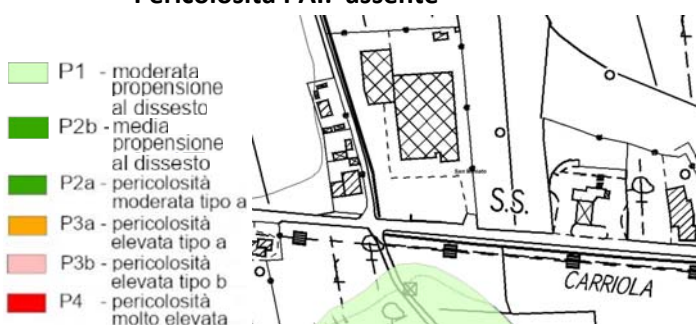 Pericolosità PAIP assente
P1 - moderata
propensione
al dissesto
P2b - media
propensione
al dissesto
P2a - pericolosità
moderata tipo a
P3a - pericolosità
elevata tipo a
P3b - pericolosità
elevata tipo b
P4 - pericolosità
molto elevata
S.S.
CARRIOLA